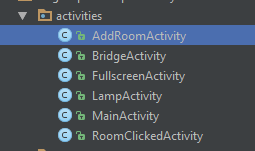 activities
AddRoomActivity
BridgeActivity
FullscreenActivity
LampActivity
MainActivity
RoomClickedActivity